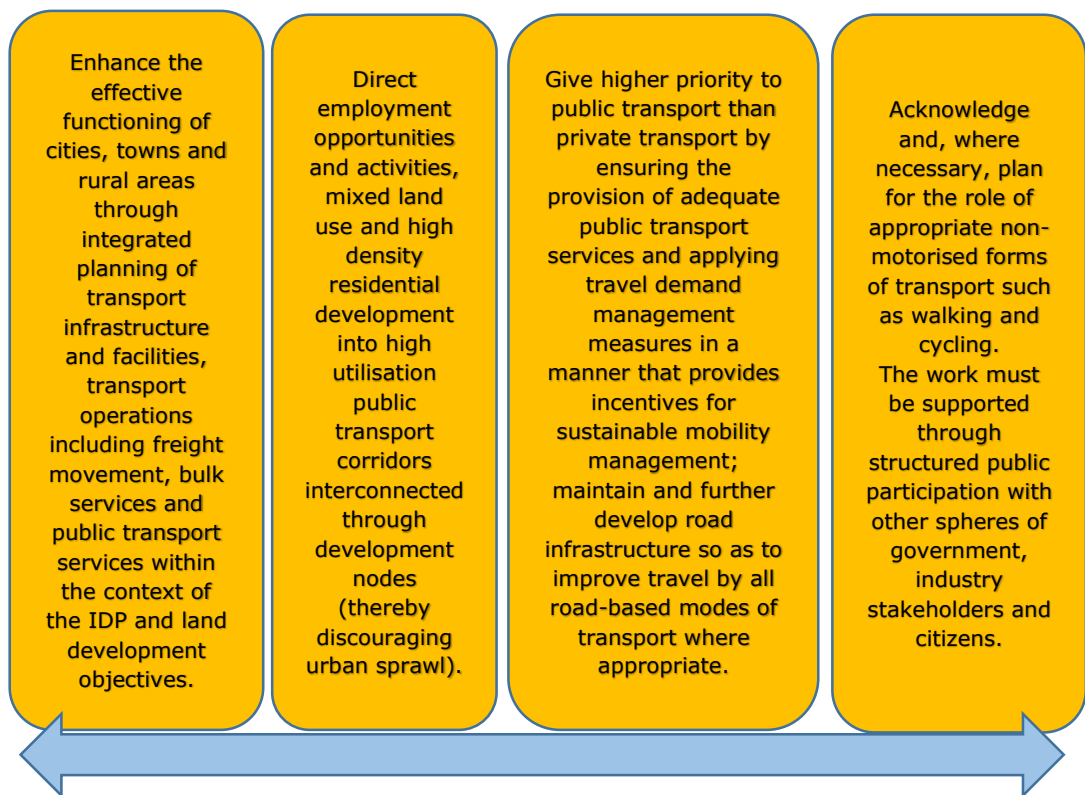 Enhance the
effective
functioning of
cities, towns and
rural areas
through
integrated
planning of
transport
infrastructure
and facilities,
transport
operations
including freight
movement, bulk
services and
public transport
services within
the context of
the IDP and land
development
objectives.
Direct
employment
opportunities
and activities,
mixed land
use and high
density
residential
development
into high
utilisation
public
transport
corridors
interconnected
through
development
nodes
(thereby
discouraging
urban sprawl).
Give higher priority to
public transport than
private transport by
ensuring the
provision of adequate
public transport
services and applying
travel demand
management
measures in a
manner that provides
incentives for
sustainable mobility
management;
maintain and further
develop road
infrastructure so as to
improve travel by all
road-based modes of
transport where
appropriate.
Acknowledge
and, where
necessary, plan
for the role of
appropriate non-
motorised forms
of transport such
as walking and
cycling.
The work must
be supported
through
structured public
participation with
other spheres of
government,
industry
stakeholders and
citizens.